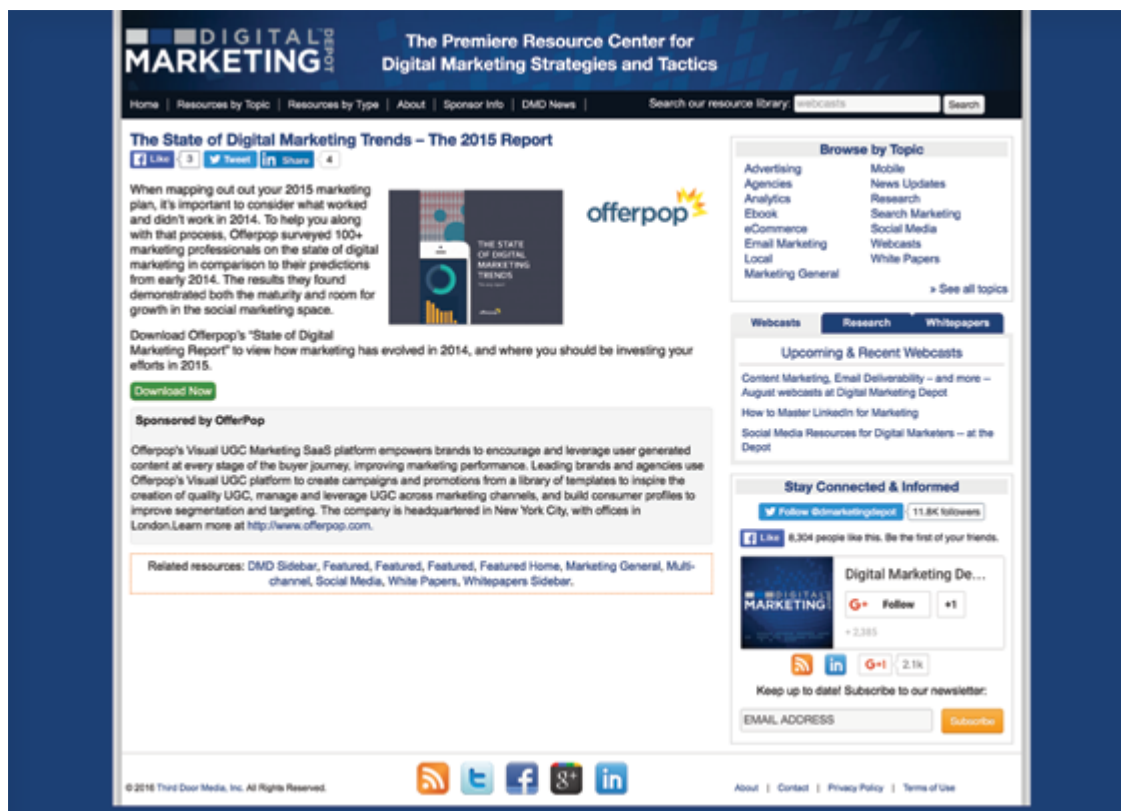 DIGITAL
MARKETING
DEPOT
The Premiere Resource Center for
Digital Marketing Strategies and Tactics
Home | Resources by Topic | Resources by Type | About | Sponsor Info | DMD News |
Search our resource library: webcasts Search
The State of Digital Marketing Trends – The 2015 Report
Like 3 Tweet in Share 4
When mapping out out your 2015 marketing
plan, it's important to consider what worked
and didn't work in 2014. To help you along
with that process, Offerpop surveyed 100+
marketing professionals on the state of digital
marketing in comparison to their predictions
from early 2014. The results they found
demonstrated both the maturity and room for
growth in the social marketing space.
THE STATE
OF DIGITAL
MARKETING
TRENDS
offerpop
Download Offerpop's "State of Digital
Marketing Report" to view how marketing has evolved in 2014, and where you should be investing your
efforts in 2015.
Download Now
Sponsored by OfferPop
Offerpop's Visual UGC Marketing SaaS platform empowers brands to encourage and leverage user generated
content at every stage of the buyer journey, improving marketing performance. Leading brands and agencies use
Offerpop's Visual UGC platform to create campaigns and promotions from a library of templates to inspire the
creation of quality UGC, manage and leverage UGC across marketing channels, and build consumer profiles to
improve segmentation and targeting. The company is headquartered in New York City, with offices in
London.Learn more at http://www.offerpop.com.
Related resources: DMD Sidebar, Featured, Featured, Featured, Featured Home, Marketing General, Multi-
channel, Social Media, White Papers, Whitepapers Sidebar.
Browse by Topic
Advertising Mobile
Agencies News Updates
Analytics Research
Ebook Search Marketing
eCommerce Social Media
Email Marketing Webcasts
Local White Papers
Marketing General
» See all topics
Webcasts Research Whitepapers
Upcoming & Recent Webcasts
Content Marketing, Email Deliverability – and more –
August webcasts at Digital Marketing Depot
How to Master LinkedIn for Marketing
Social Media Resources for Digital Marketers – at the
Depot
Stay Connected & Informed
Follow @dmarketingdepot 11.8K followers
Like 8,304 people like this. Be the first of your friends.
DIGITAL
MARKETING
Digital Marketing De...
G+ Follow +1
+ 2,385
in G+1 2.1k
Keep up to date! Subscribe to our newsletter:
EMAIL ADDRESS Subscribe
© 2016 Third Door Media, Inc. All Rights Reserved.
About | Contact | Privacy Policy | Terms of Use